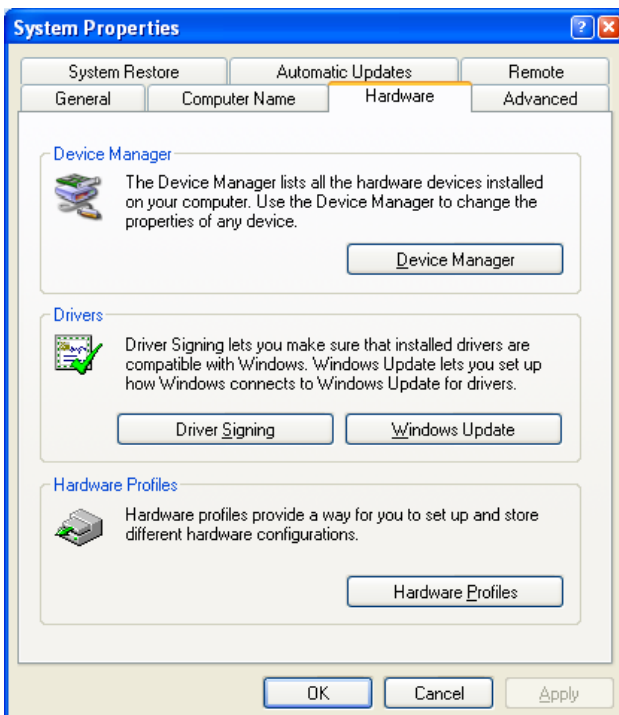 System Properties
System Restore Automatic Updates Remote
General Computer Name Hardware Advanced
Device Manager
The Device Manager lists all the hardware devices installed
on your computer. Use the Device Manager to change the
properties of any device.
Device Manager
Drivers
Driver Signing lets you make sure that installed drivers are
compatible with Windows. Windows Update lets you set up
how Windows connects to Windows Update for drivers.
Driver Signing Windows Update
Hardware Profiles
Hardware profiles provide a way for you to set up and store
different hardware configurations.
Hardware Profiles
OK Cancel Apply